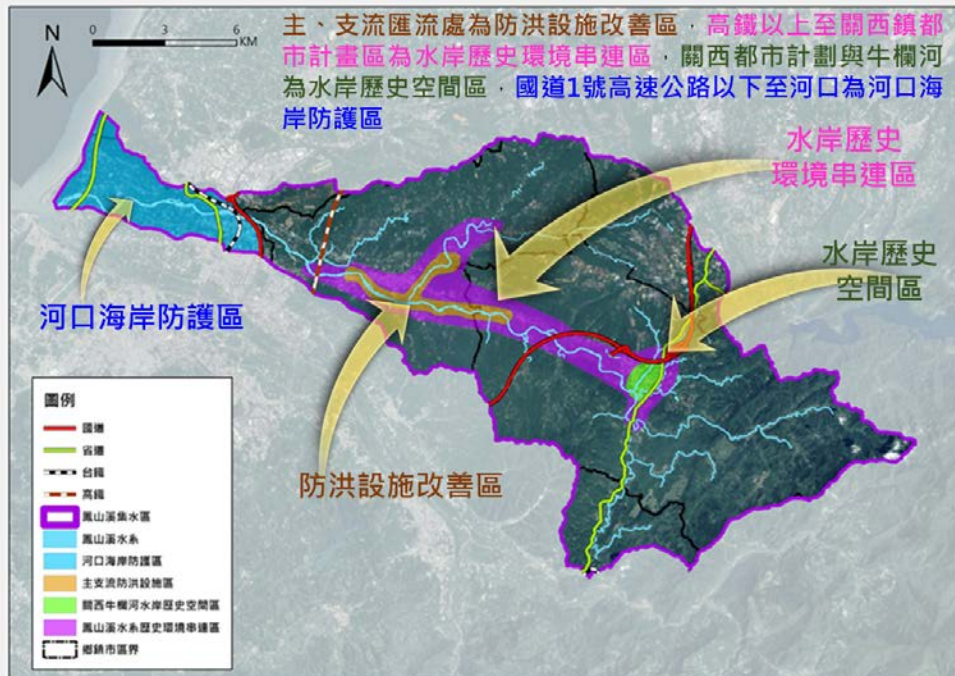 主、支流匯流處為防洪設施改善區，高鐵以上至關西鎮都
市計畫區為水岸歷史環境串連區，關西都市計劃與牛欄河
為水岸歷史空間區，國道1號高速公路以下至河口為河口海
岸防護區
N
0 3 6
KM
水岸歷史
環境串連區
水岸歷史
空間區
河口海岸防護區
防洪設施改善區
圖例
國道
省道
台鐵
高鐵
鳳山溪集水區
鳳山溪水系
河口海岸防護區
主支流防洪設施區
關西牛欄河水岸歷史空間區
鳳山溪水系歷史環境串連區
鄉鎮市區界